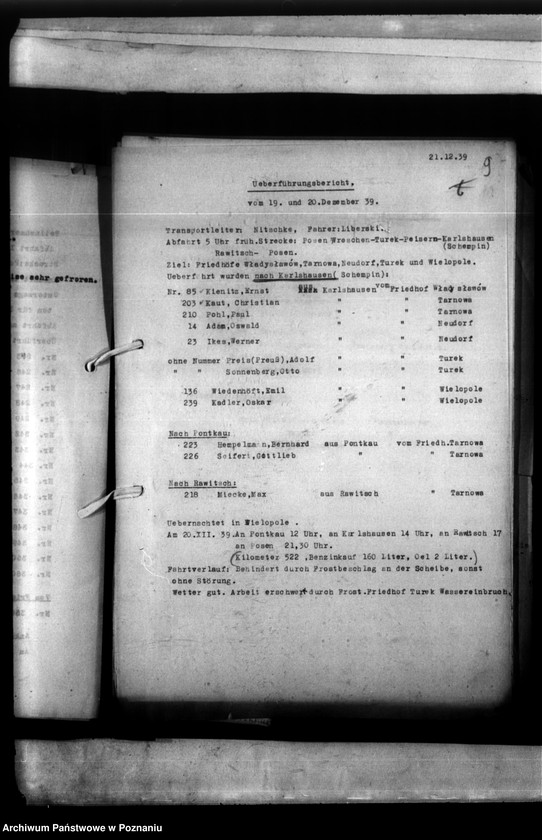 ise sehr gefroren.
21.12.39
9
Ueberführungsbericht.
vom 19. und 20.Dezember 39.
Transportleiter: Nitschke, Fahrer:Liberski.
Abfahrt 5 Uhr früh.Strecke: Posen,Wreschen-Turek-Peisern-Karlshausen
(Schempin)
Rawitsch- Posen.
Ziel: Friedhöfe Władysławów,Tarnowa,Neudorf,Turek und Wielopole.
Ueberführt wurden nach Karlshausen( Schempin):
Nr. 85 Kienitz,Ernst aus Karlshausen vom Friedhof Władysławów
203 Kaut, Christian " " Tarnowa
210 Pohl,Paul " " Tarnowa
14 Adam,Oswald " " Neudorf
23 Ikes,Werner " " Neudorf
ohne Nummer Preis(Preuß),Adolf " " Turek
" " Sonnenberg,Otto " " Turek
136 Wiedenhöft,Emil " " Wielopole
239 Kadler,Oskar " " Wielopole
Nach Pontkau:
223 Hempelmann,Bernhard aus Pontkau vom Friedh.Tarnowa
226 Seifert,Gottlieb " " Tarnowa
Nach Rawitsch:
218 Miecke,Max aus Rawitsch " Tarnowa
Uebernachtet in Wielopole .
Am 20.XII. 39.An Pontkau 12 Uhr, an Karlshausen 14 Uhr, an Rawitsch 17
an Posen 21,30 Uhr.
(Kilometer 522 ,Benzinkauf 160 Liter, Oel 2 Liter.)
Fahrtverlauf: Behindert durch Frostbeschlag an der Scheibe, sonst
ohne Störung.
Wetter gut. Arbeit erschwert durch Frost.Friedhof Turek Wassereinbruch.
Archiwum Państwowe w Poznaniu